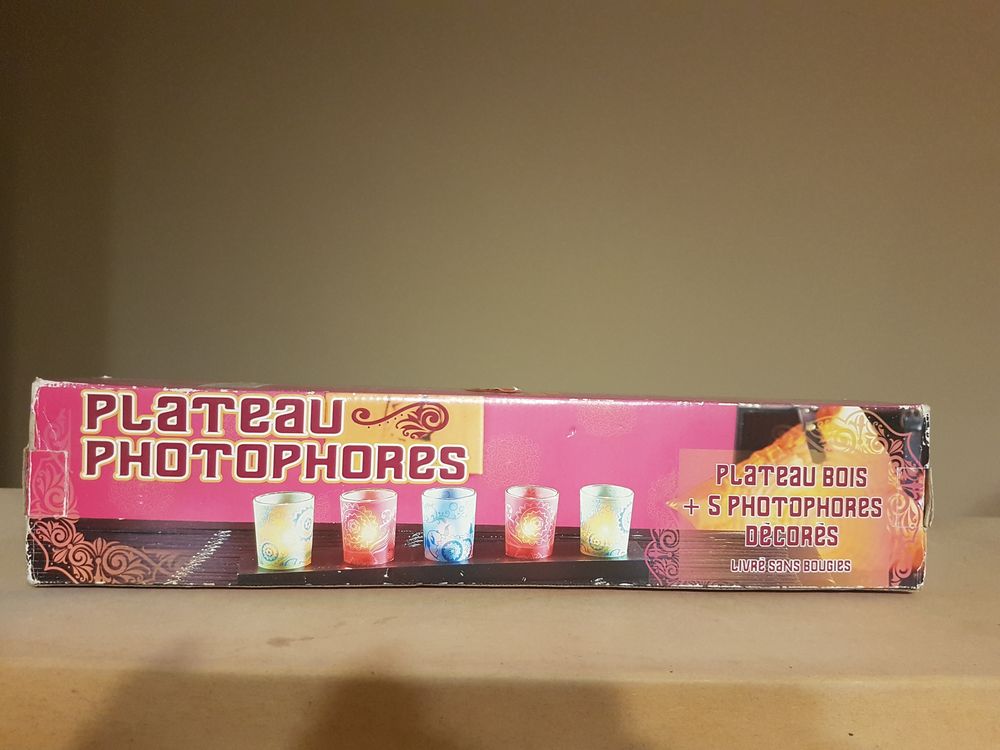 PLATEAU
PHOTOPHORES
PLATEAU BOIS
+ 5 PHOTOPHORES
DÉCORÉS
LIVRÉ SANS BOUGIES